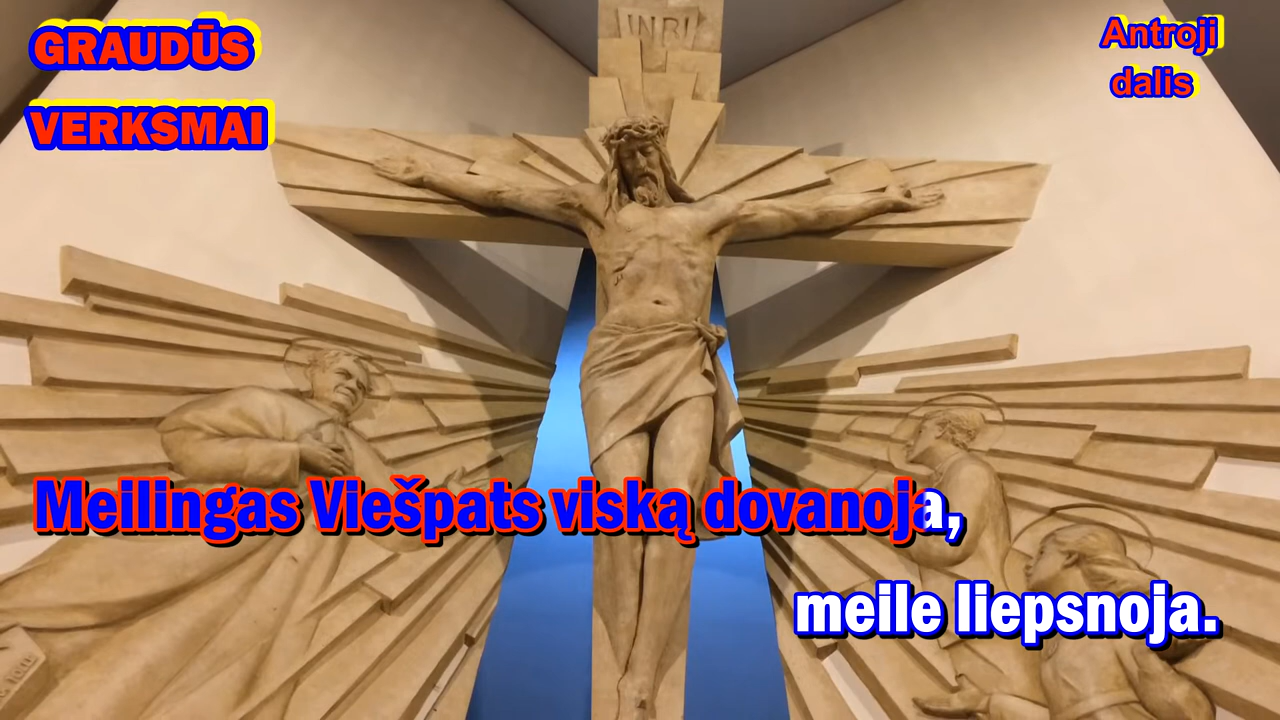 GRAUDŪS
VERKSMAI
Antroji
dalis
INRI
Meilingas Viešpats viską dovanoja,
meile liepsnoja.